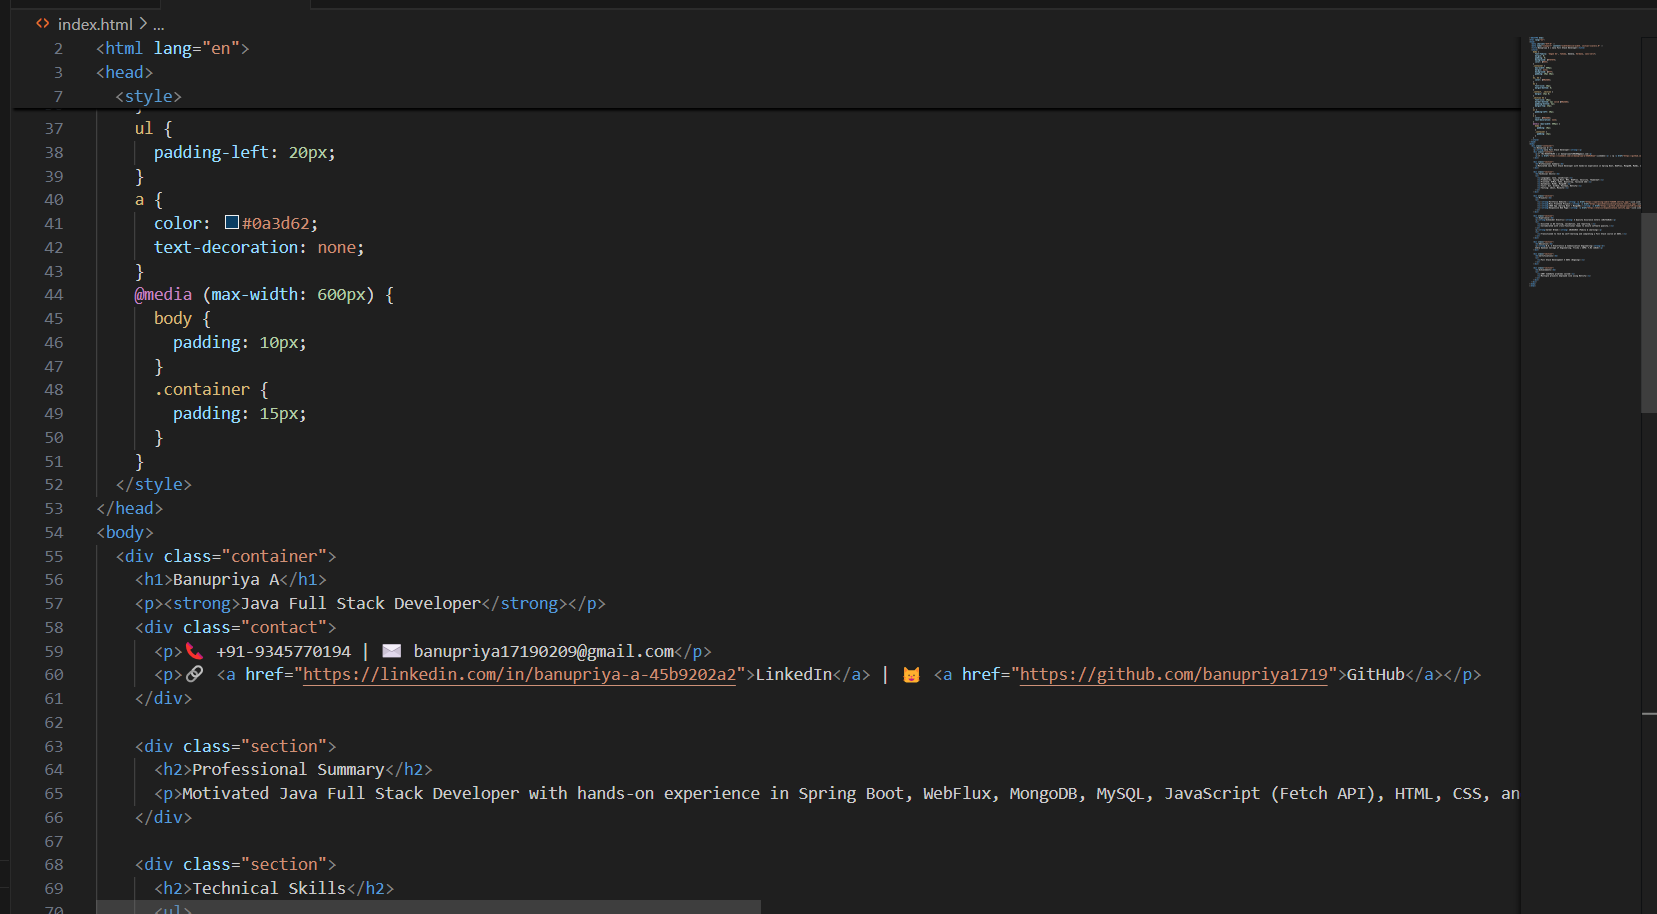 <> index.html > ...
2 <html lang="en">
3 <head>
7 <style>
37 ul {
38 padding-left: 20px;
39 }
40 a {
41 color: #0a3d62;
42 text-decoration: none;
43 }
44 @media (max-width: 600px) {
45 body {
46 padding: 10px;
47 }
48 .container {
49 padding: 15px;
50 }
51 }
52 </style>
53 </head>
54 <body>
55 <div class="container">
56 <h1>Banupriya A</h1>
57 <p><strong>Java Full Stack Developer</strong></p>
58 <div class="contact">
59 <p>📞 +91-9345770194 | ✉️ banupriya17190209@gmail.com</p>
60 <p>🔗 <a href="https://linkedin.com/in/banupriya-a-45b9202a2">LinkedIn</a> | 🐱 <a href="https://github.com/banupriya1719">GitHub</a></p>
61 </div>
62
63 <div class="section">
64 <h2>Professional Summary</h2>
65 <p>Motivated Java Full Stack Developer with hands-on experience in Spring Boot, WebFlux, MongoDB, MySQL, JavaScript (Fetch API), HTML, CSS, an
66 </div>
67
68 <div class="section">
69 <h2>Technical Skills</h2>
70 <ul>